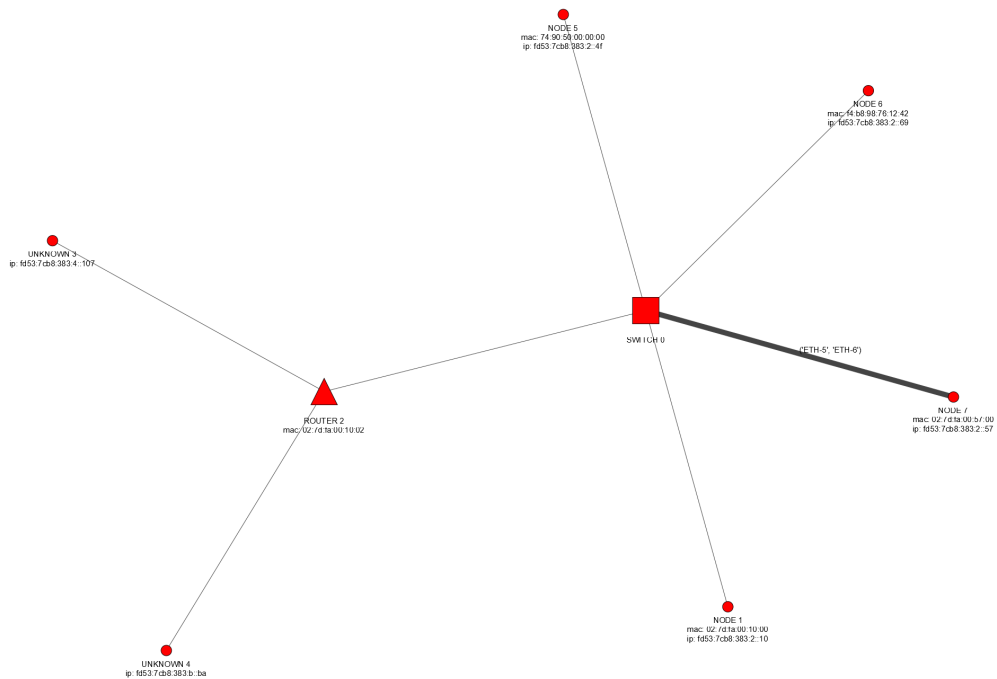 NODE 5
mac: 74:90:50:00:00:00
ip: fd53:7cb8:383:2::4f
NODE 6
mac: f4:b8:98:76:12:42
ip: fd53:7cb8:383:2::69
UNKNOWN 3
ip: fd53:7cb8:383:4::107
SWITCH 0
('ETH-5', 'ETH-6')
NODE 7
mac: 02:7d:fa:00:57:00
ip: fd53:7cb8:383:2::57
ROUTER 2
mac: 02:7d:fa:00:10:02
NODE 1
mac: 02:7d:fa:00:10:00
ip: fd53:7cb8:383:2::10
UNKNOWN 4
ip: fd53:7cb8:383:b::ba